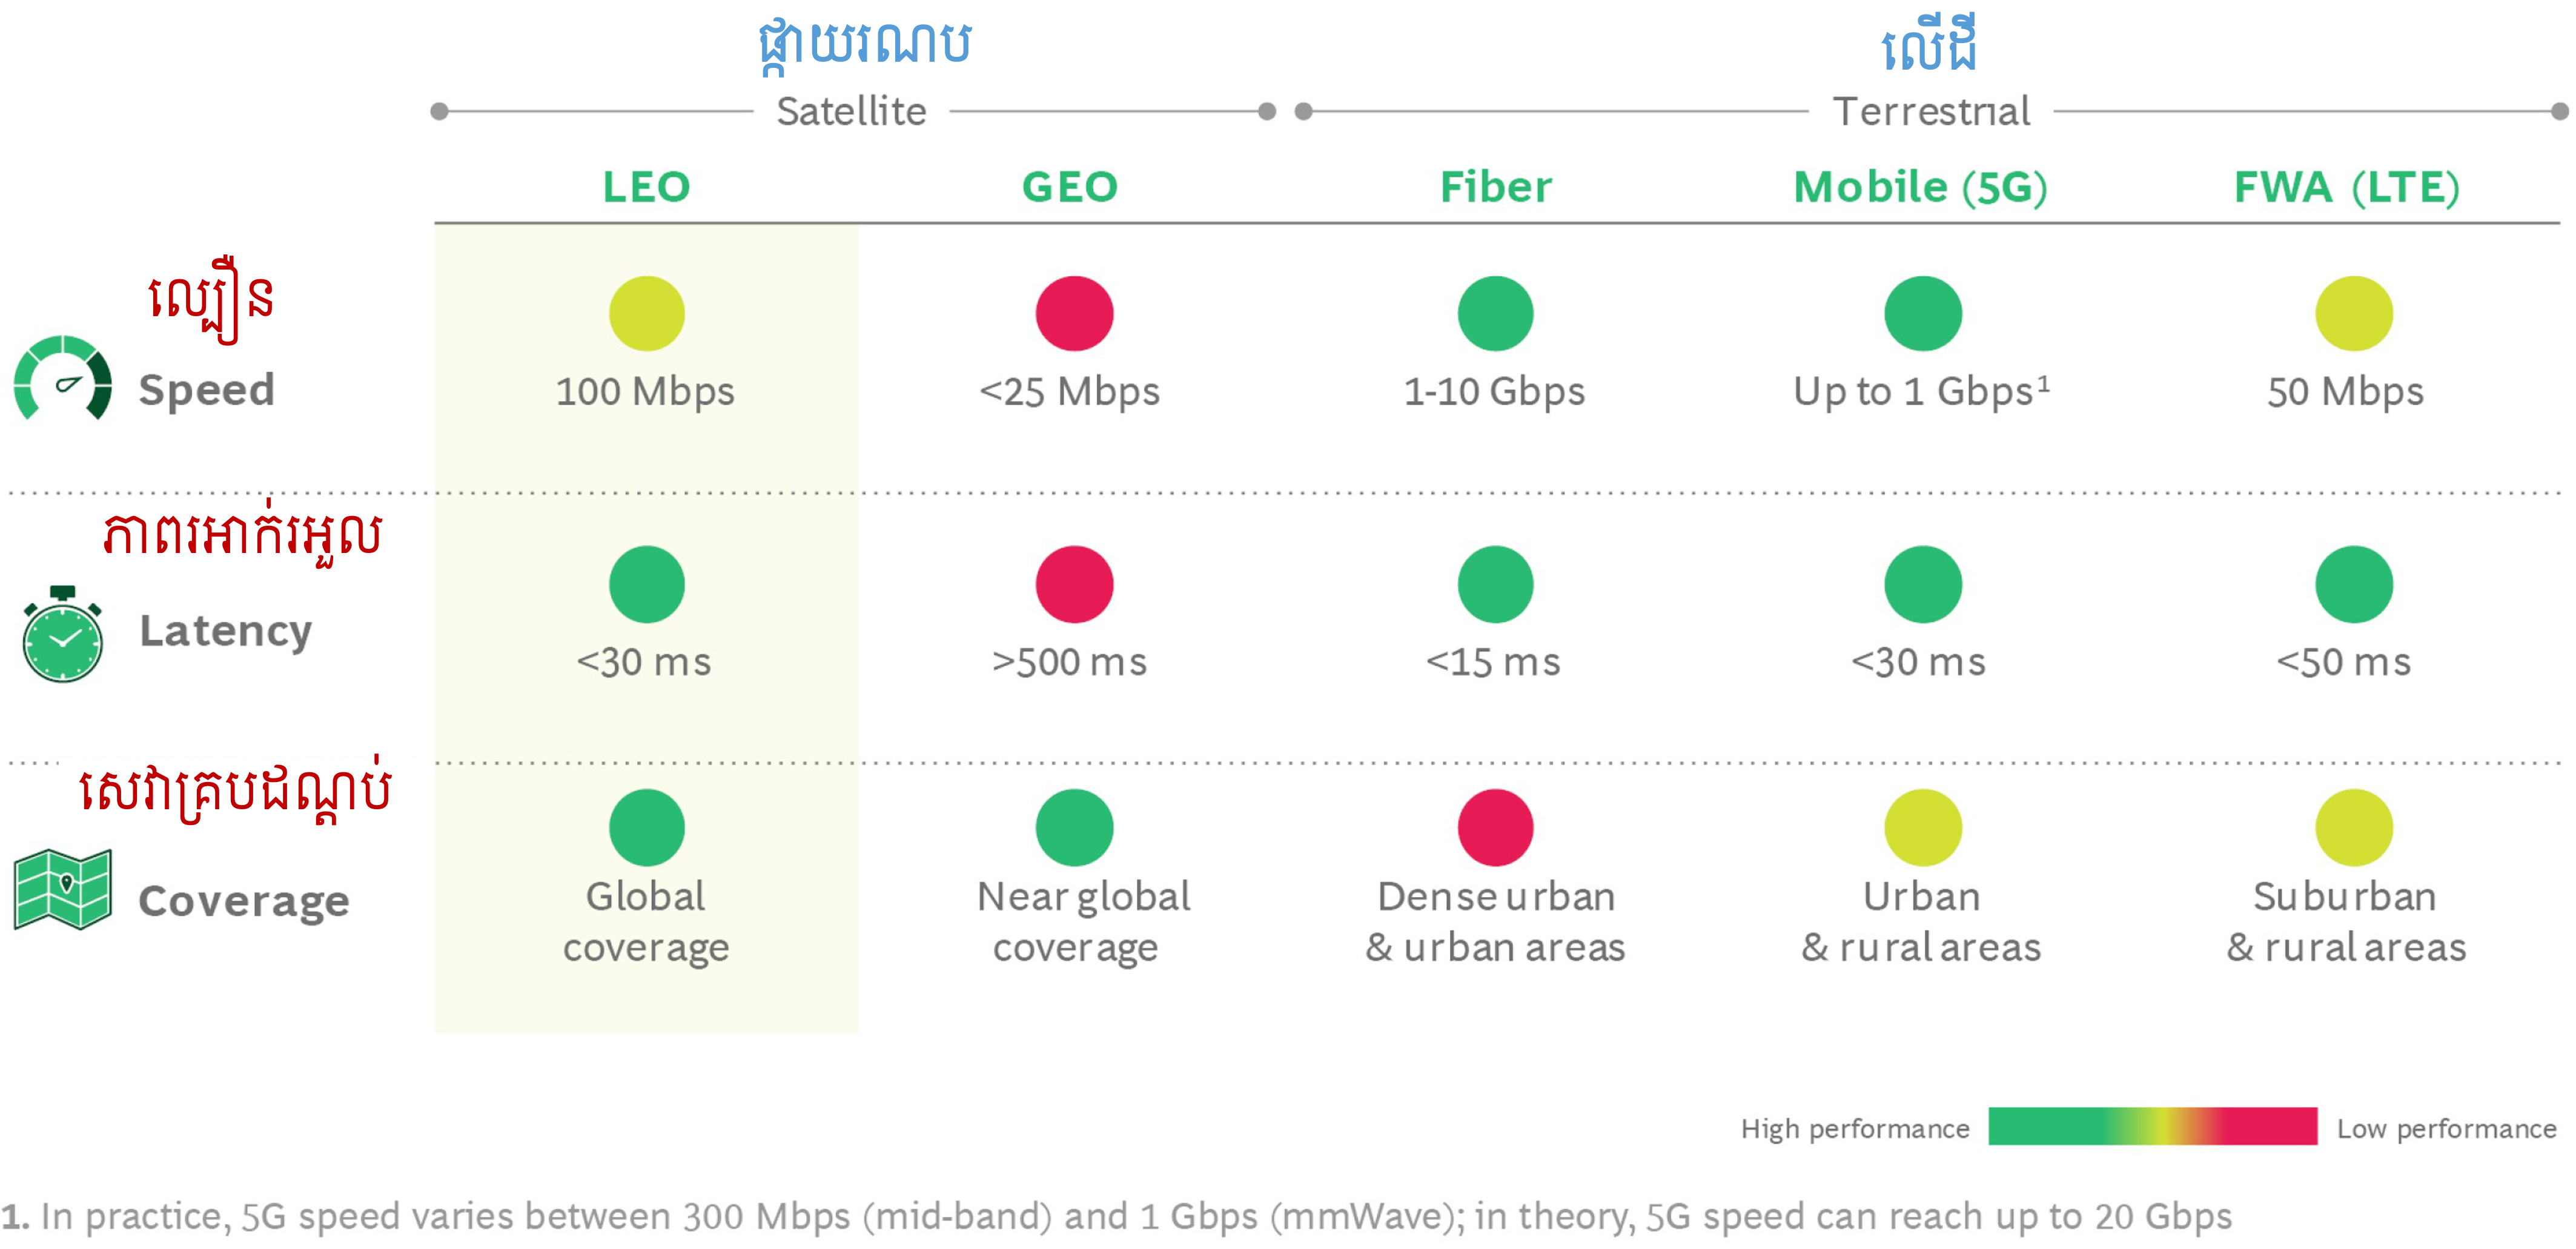 ផ្កាយរណប លើដី
Satellite Terrestrial
LEO GEO Fiber Mobile (5G) FWA (LTE)
ល្បឿន
Speed 100 Mbps <25 Mbps 1-10 Gbps Up to 1 Gbps¹ 50 Mbps
ភាពរអាក់រអួល
Latency <30 ms >500 ms <15 ms <30 ms <50 ms
សេវាគ្របដណ្តប់
Coverage Global Near global Dense urban Urban Suburban
coverage coverage & urban areas & rural areas & rural areas
High performance Low performance
1. In practice, 5G speed varies between 300 Mbps (mid-band) and 1 Gbps (mmWave); in theory, 5G speed can reach up to 20 Gbps